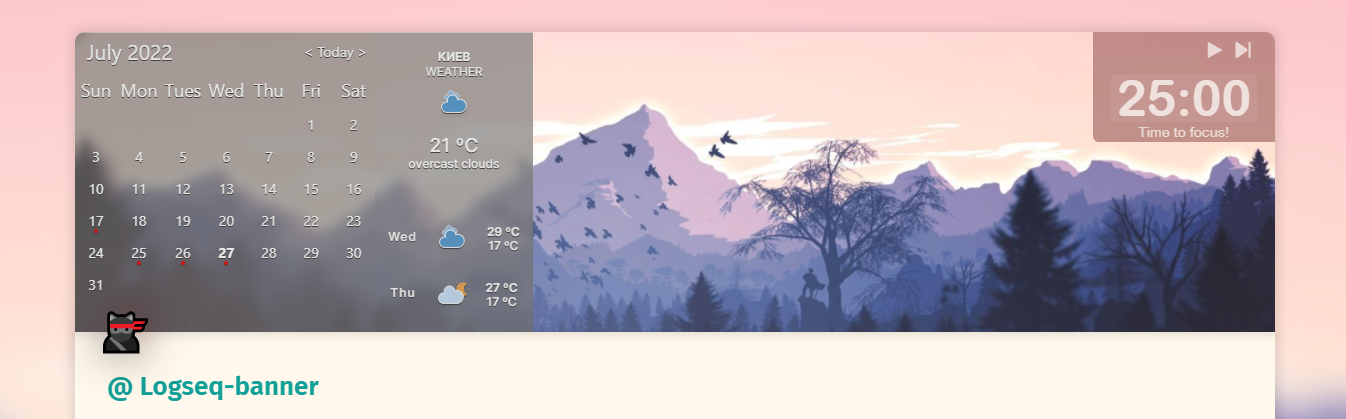 July 2022 < Today >
Sun Mon Tues Wed Thu Fri Sat
1 2
3 4 5 6 7 8 9
10 11 12 13 14 15 16
17 18 19 20 21 22 23
24 25 26 27 28 29 30
31
КИЕВ
WEATHER
21 ºC
overcast clouds
Wed 29 ºC
17 ºC
Thu 27 ºC
17 ºC
25:00
Time to focus!
@ Logseq-banner